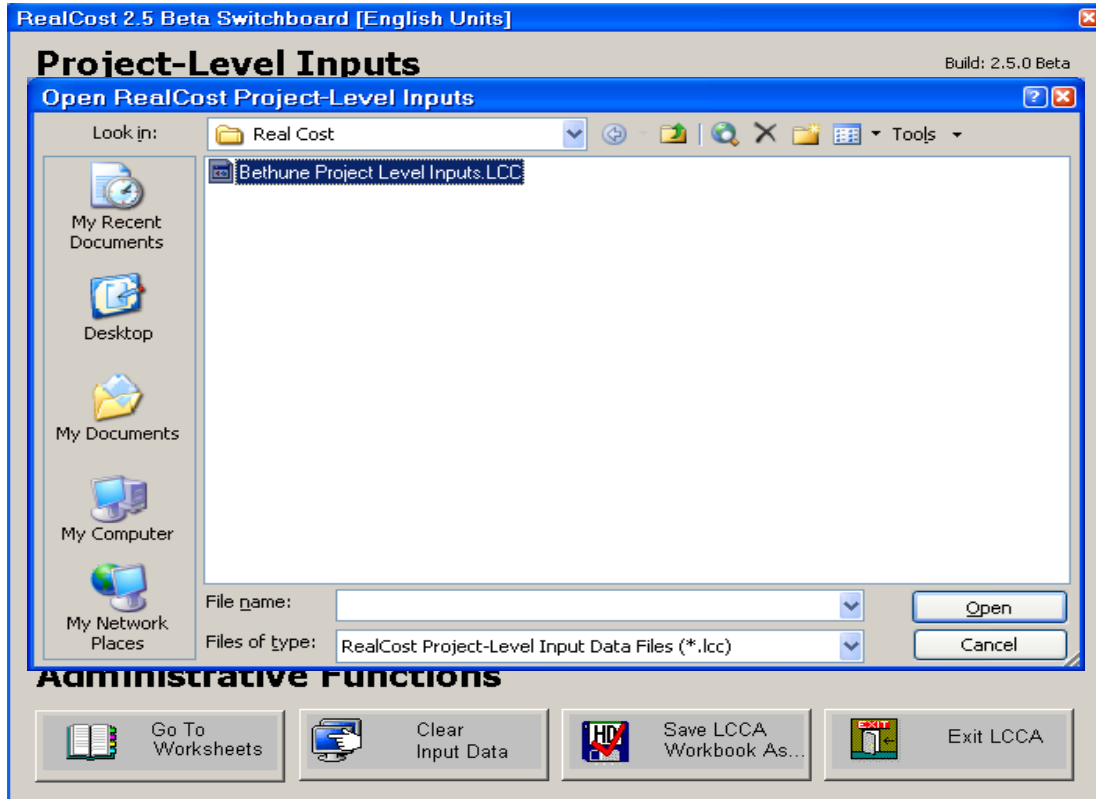 RealCost 2.5 Beta Switchboard [English Units]
Project-Level Inputs
Build: 2.5.0 Beta
Open RealCost Project-Level Inputs
Look in:
Real Cost
Tools
Bethune Project Level Inputs.LCC
My Recent
Documents
Desktop
My Documents
My Computer
My Network
Places
File name:
Open
Files of type:
RealCost Project-Level Input Data Files (*.lcc)
Cancel
Administrative Functions
Go To
Worksheets
Clear
Input Data
HD
Save LCCA
Workbook As...
EXIT
Exit LCCA